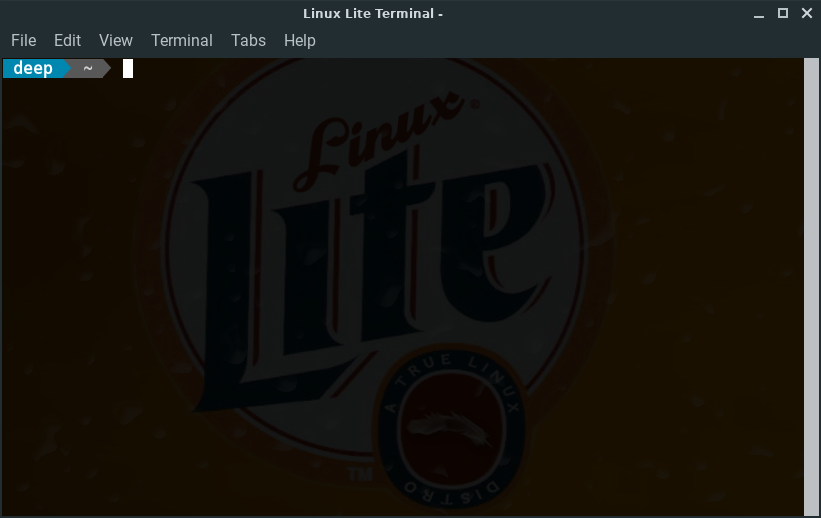 Linux Lite Terminal -
File Edit View Terminal Tabs Help
deep ~
Linux
Lite
A TRUE LINUX
DISTRO
TM